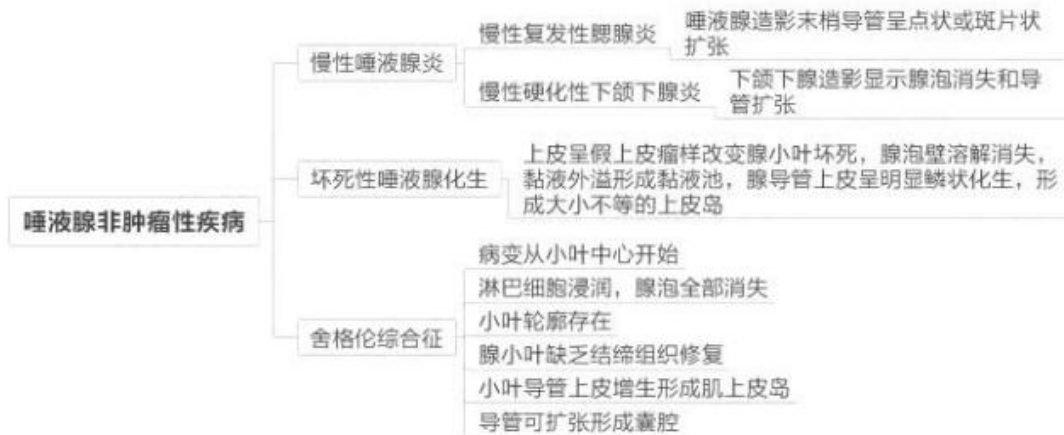 唾液腺非肿瘤性疾病
慢性唾液腺炎
慢性复发性腮腺炎
唾液腺造影末梢导管呈点状或斑片状
扩张
慢性硬化性下颌下腺炎
下颌下腺造影显示腺泡消失和导
管扩张
坏死性唾液腺化生
上皮呈假上皮瘤样改变腺小叶坏死，腺泡壁溶解消失，
黏液外溢形成黏液池，腺导管上皮呈明显鳞状化生，形
成大小不等的上皮岛
舍格伦综合征
病变从小叶中心开始
淋巴细胞浸润，腺泡全部消失
小叶轮廓存在
腺小叶缺乏结缔组织修复
小叶导管上皮增生形成肌上皮岛
导管可扩张形成囊腔